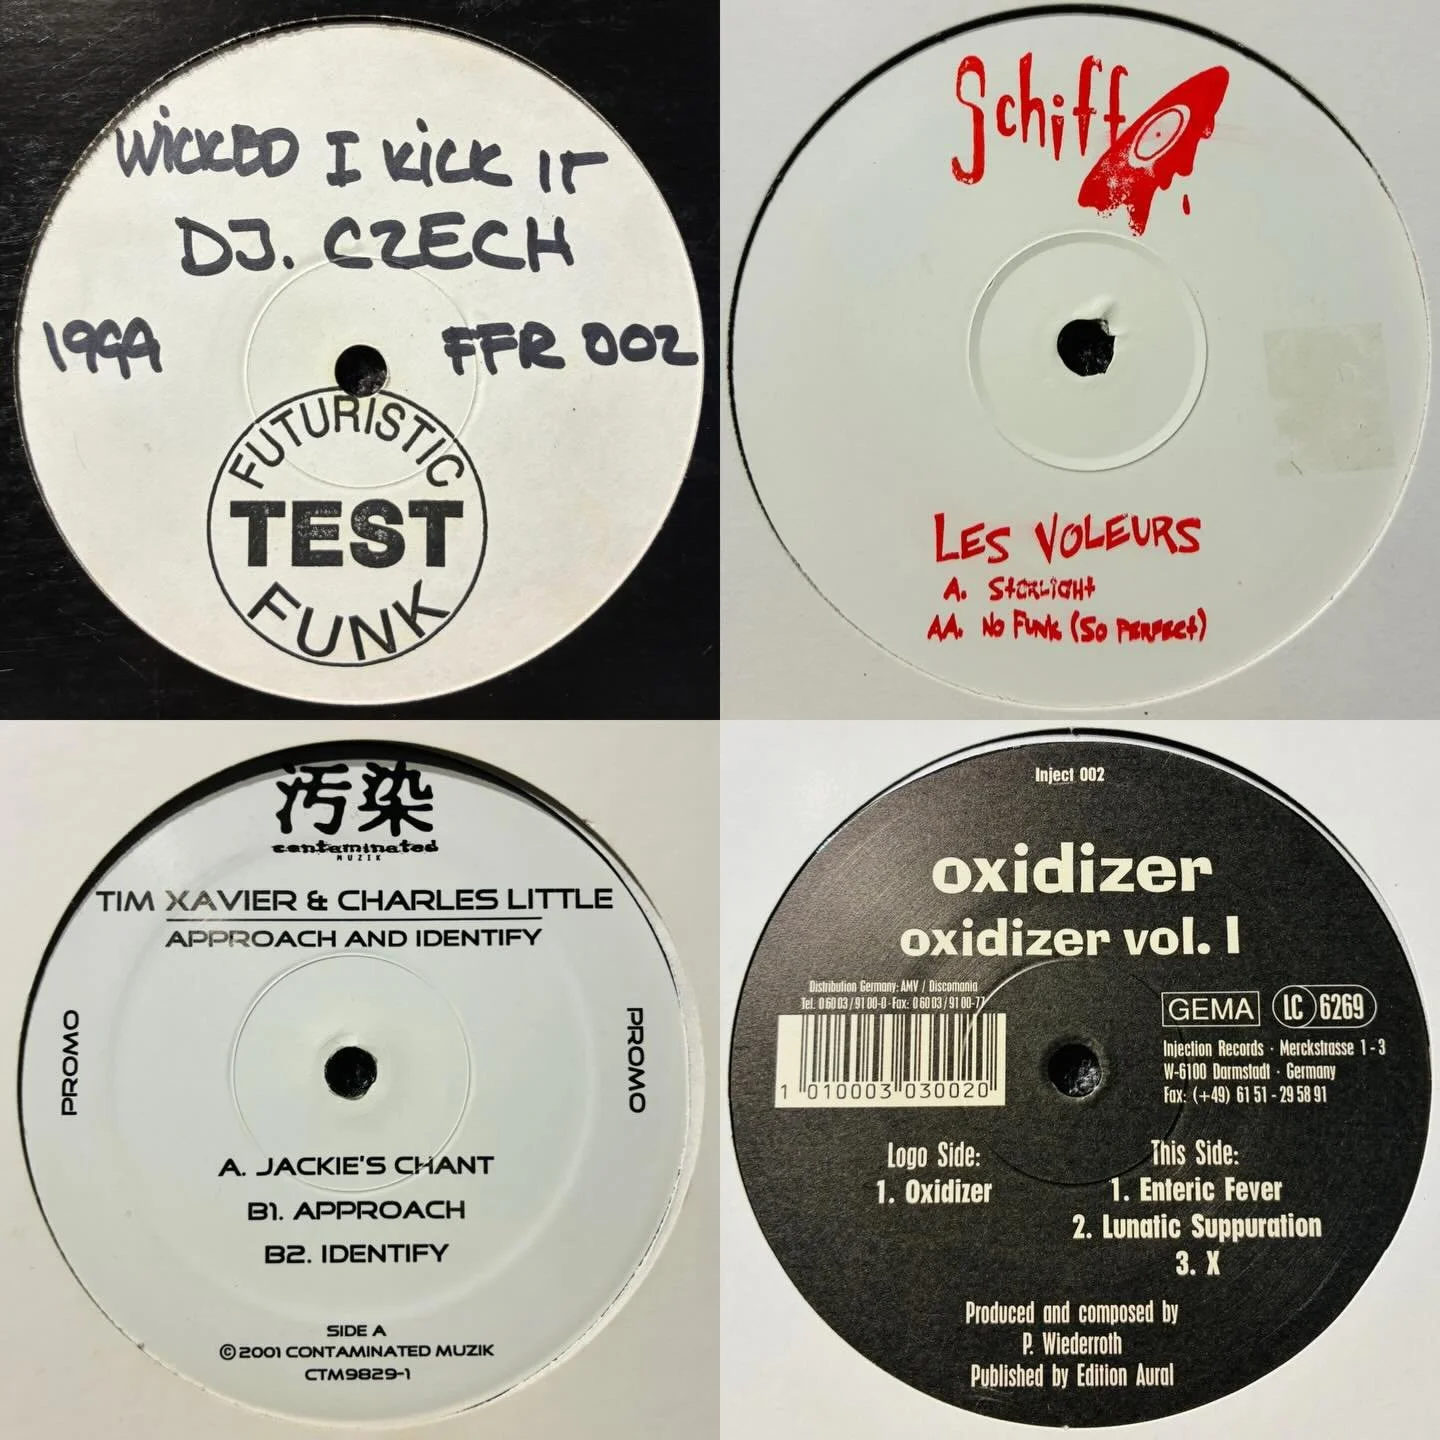 WICKED I KICK IT
DJ. CZECH
1999 FFR 002
FUTURISTIC
TEST
FUNK
Schiff
LES VOLEURS
A. STARLIGHT
AA. NO FUNK (SO PERFECT)
汚染
contaminated
MUZIK
TIM XAVIER & CHARLES LITTLE
APPROACH AND IDENTIFY
PROMO
PROMO
A. JACKIE'S CHANT
B1. APPROACH
B2. IDENTIFY
SIDE A
©2001 CONTAMINATED MUZIK
CTM9829-1
Inject 002
oxidizer
oxidizer vol. I
Distribution Germany: AMV / Discomania
Tel. 0 60 03 / 91 00-0 · Fax: 0 60 03 / 91 00-77
1 010003 030020
GEMA LC 6269
Injection Records · Merckstrasse 1 - 3
W-6100 Darmstadt · Germany
Fax: (+49) 61 51 - 29 58 91
Logo Side:
1. Oxidizer
This Side:
1. Enteric Fever
2. Lunatic Suppuration
3. X
Produced and composed by
P. Wiederroth
Published by Edition Aural